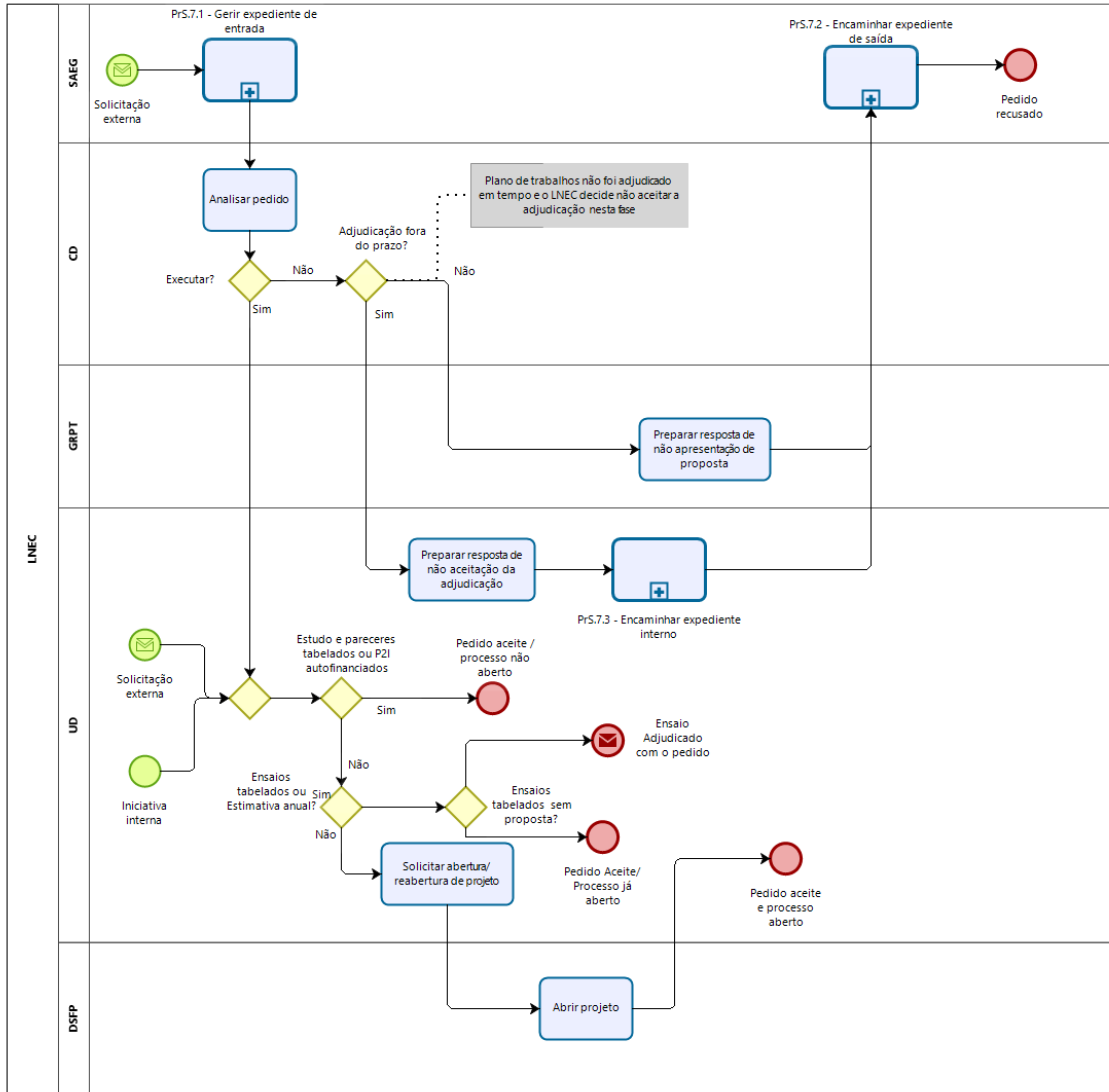 LNEC
SAEG
PrS.7.1 - Gerir expediente de
entrada
Solicitação
externa
PrS.7.2 - Encaminhar expediente
de saída
Pedido
recusado
CD
Analisar pedido
Executar?
Não
Sim
Adjudicação fora
do prazo?
Não
Sim
Plano de trabalhos não foi adjudicado
em tempo e o LNEC decide não aceitar a
adjudicação nesta fase
GRPT
Preparar resposta de
não apresentação de
proposta
UD
Preparar resposta de
não aceitação da
adjudicação
PrS.7.3 - Encaminhar expediente
interno
Solicitação
externa
Iniciativa
interna
Estudo e pareceres
tabelados ou P2I
autofinanciados
Sim
Não
Pedido aceite /
processo não
aberto
Ensaios
tabelados ou
Estimativa anual?
Sim
Não
Ensaios
tabelados sem
proposta?
Ensaio
Adjudicado
com o pedido
Pedido Aceite/
Processo já
aberto
Solicitar abertura/
reabertura de projeto
Pedido aceite
e processo
aberto
DSFP
Abrir projeto